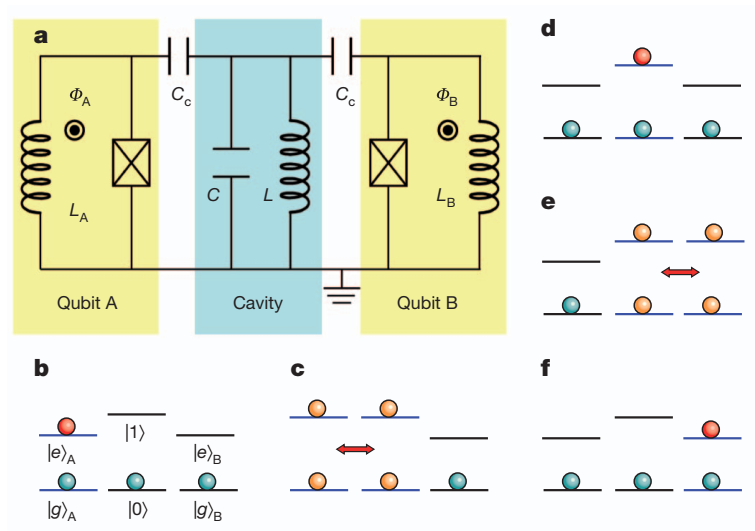 a
Φ_A
C_c
C_c
Φ_B
L_A
C
L
L_B
Qubit A
Cavity
Qubit B
b
|e⟩_A
|1⟩
|e⟩_B
|g⟩_A
|0⟩
|g⟩_B
c
d
e
f